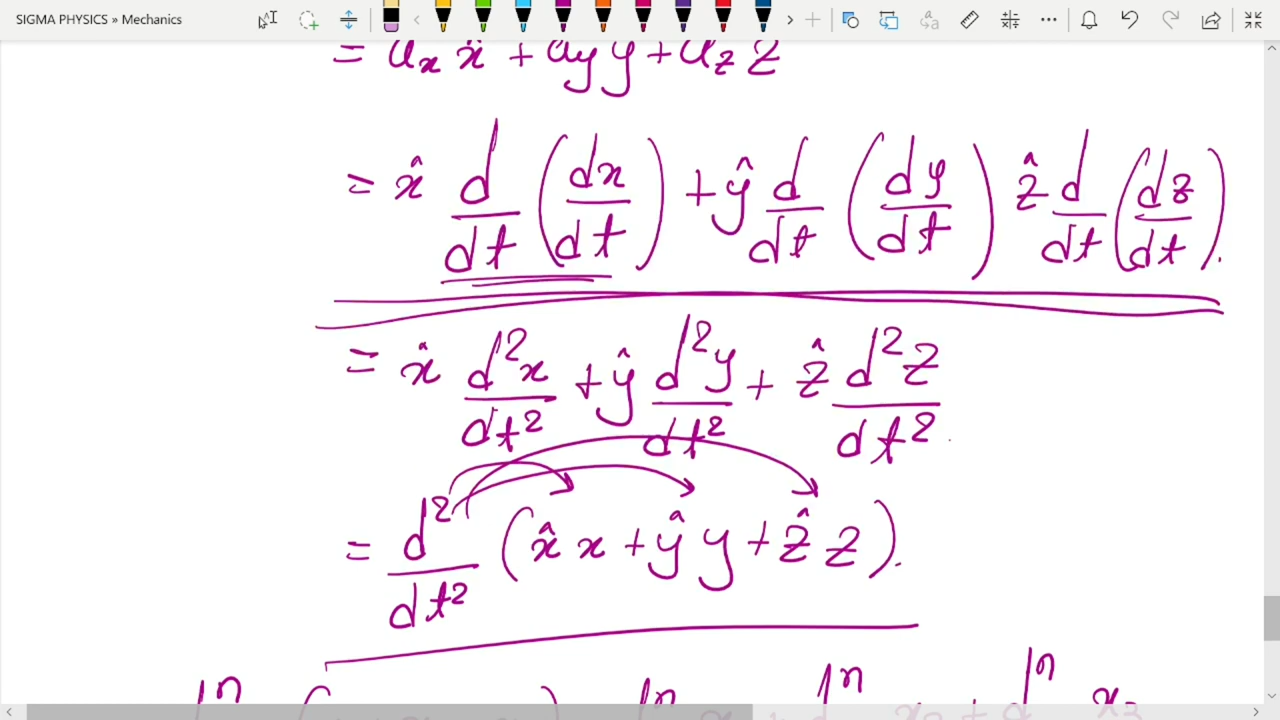 SIGMA PHYSICS » Mechanics
= a_x x̂ + a_y ŷ + a_z ẑ
= x̂ d/dt (dx/dt) + ŷ d/dt (dy/dt) ẑ d/dt (dz/dt).
= x̂ d²x/dt² + ŷ d²y/dt² + ẑ d²z/dt²
= d²/dt² (x̂ x + ŷ y + ẑ z).